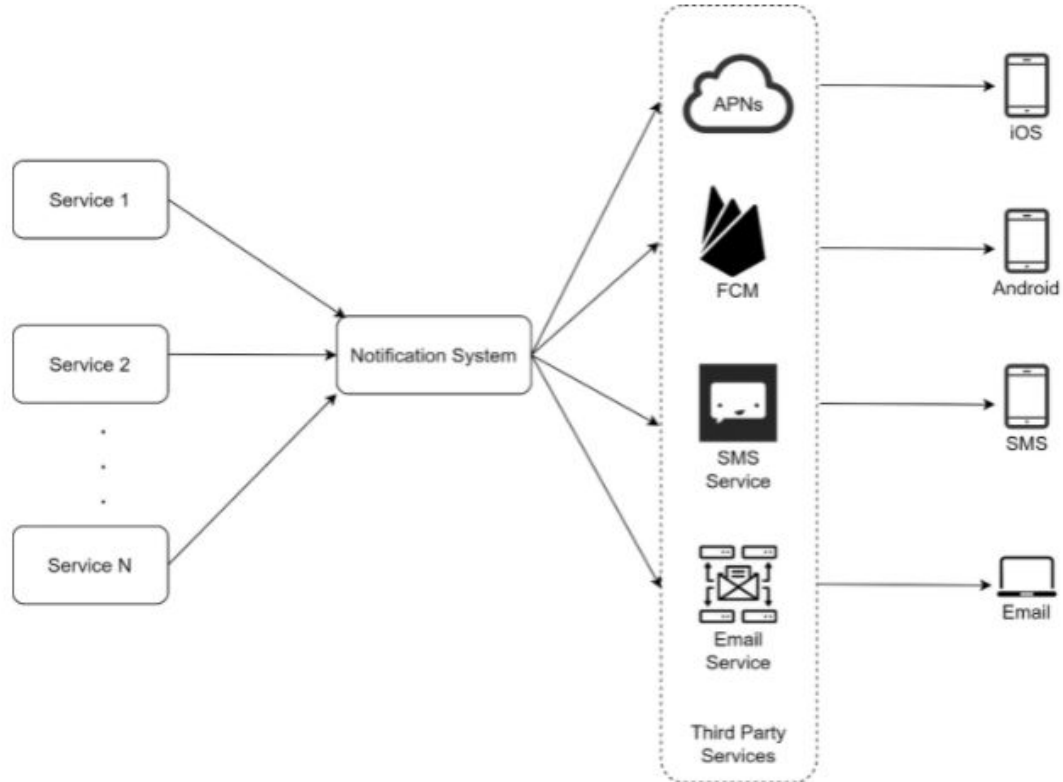 Service 1
Service 2
Service N
Notification System
APNs
FCM
SMS
Service
Email
Service
Third Party
Services
iOS
Android
SMS
Email